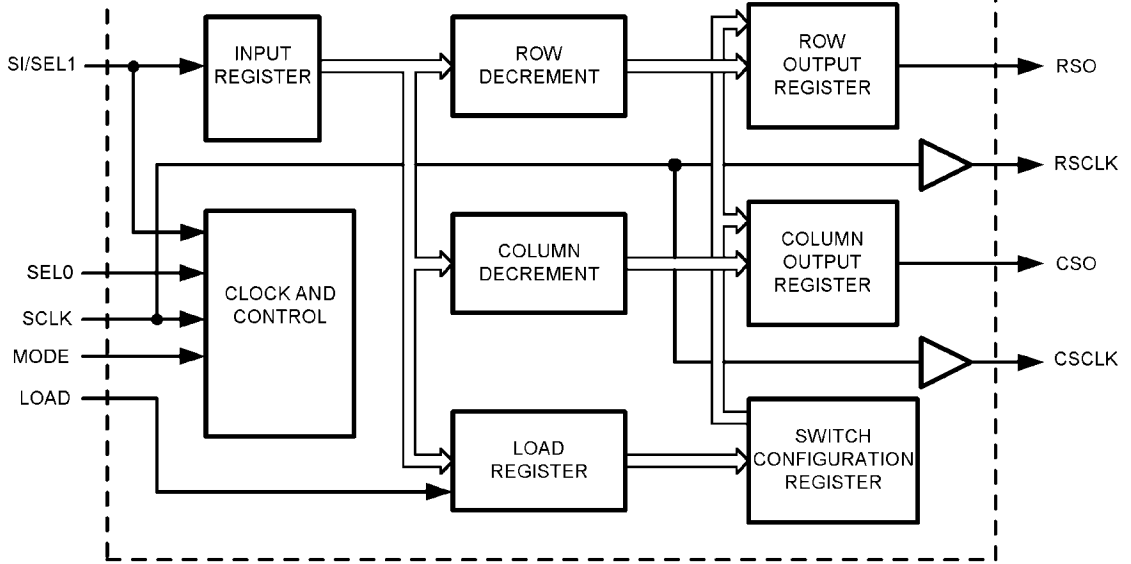 SI/SEL1
INPUT
REGISTER
ROW
DECREMENT
ROW
OUTPUT
REGISTER
RSO
RSCLK
SEL0
SCLK
MODE
LOAD
CLOCK AND
CONTROL
COLUMN
DECREMENT
COLUMN
OUTPUT
REGISTER
CSO
CSCLK
LOAD
REGISTER
SWITCH
CONFIGURATION
REGISTER